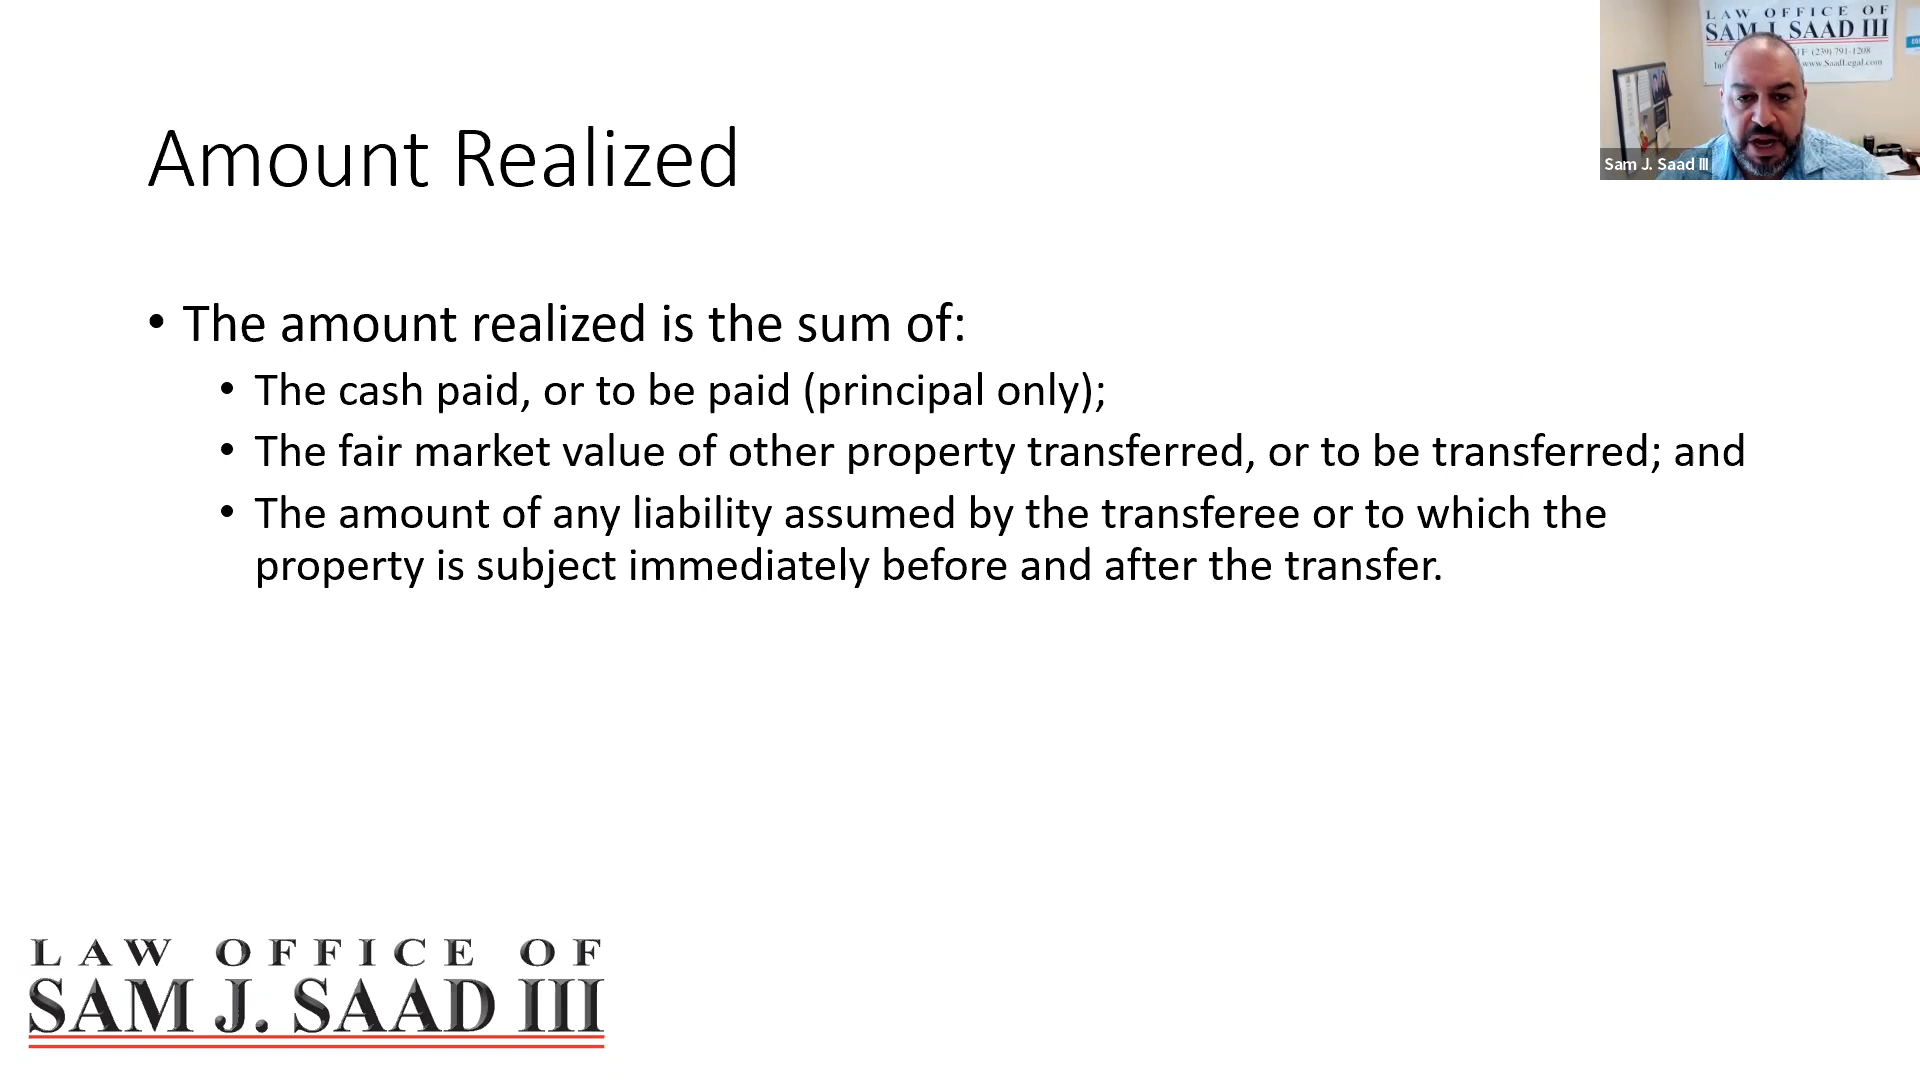 Amount Realized
• The amount realized is the sum of:
• The cash paid, or to be paid (principal only);
• The fair market value of other property transferred, or to be transferred; and
• The amount of any liability assumed by the transferee or to which the
property is subject immediately before and after the transfer.
LAW OFFICE OF
SAM J. SAAD III
(239) 791-1208
www.SaadLegal.com
Sam J. Saad III
LAW OFFICE OF
SAM J. SAAD III